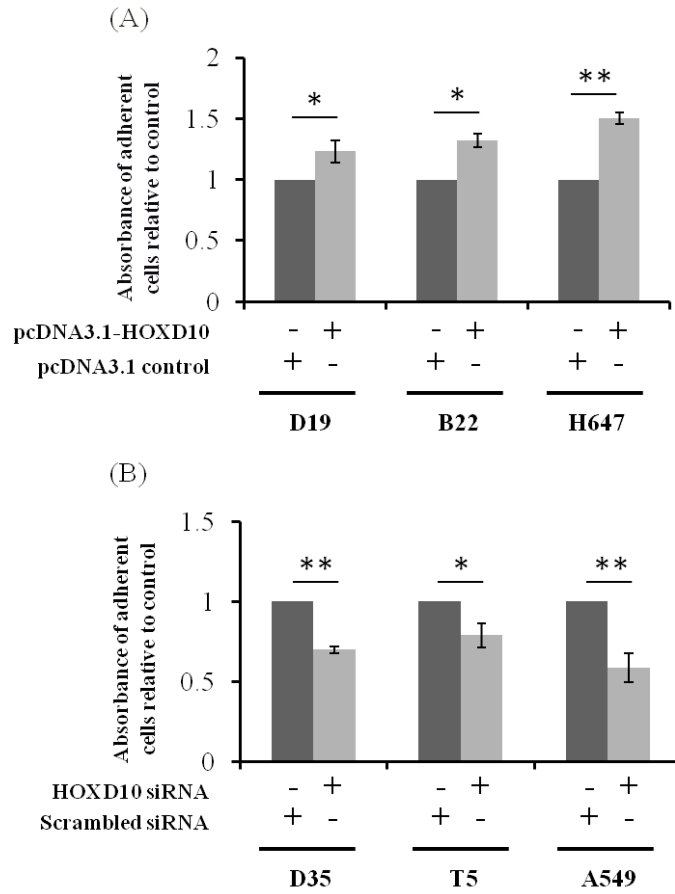 (A)
Absorbance of adherent
cells relative to control
2
1.5
1
0.5
0
* * **
pcDNA3.1-HOXD10 - + - + - +
pcDNA3.1 control + - + - + -
D19 B22 H647
(B)
Absorbance of adherent
cells relative to control
1.5
1
0.5
0
** * **
HOXD10 siRNA - + - + - +
Scrambled siRNA + - + - + -
D35 T5 A549